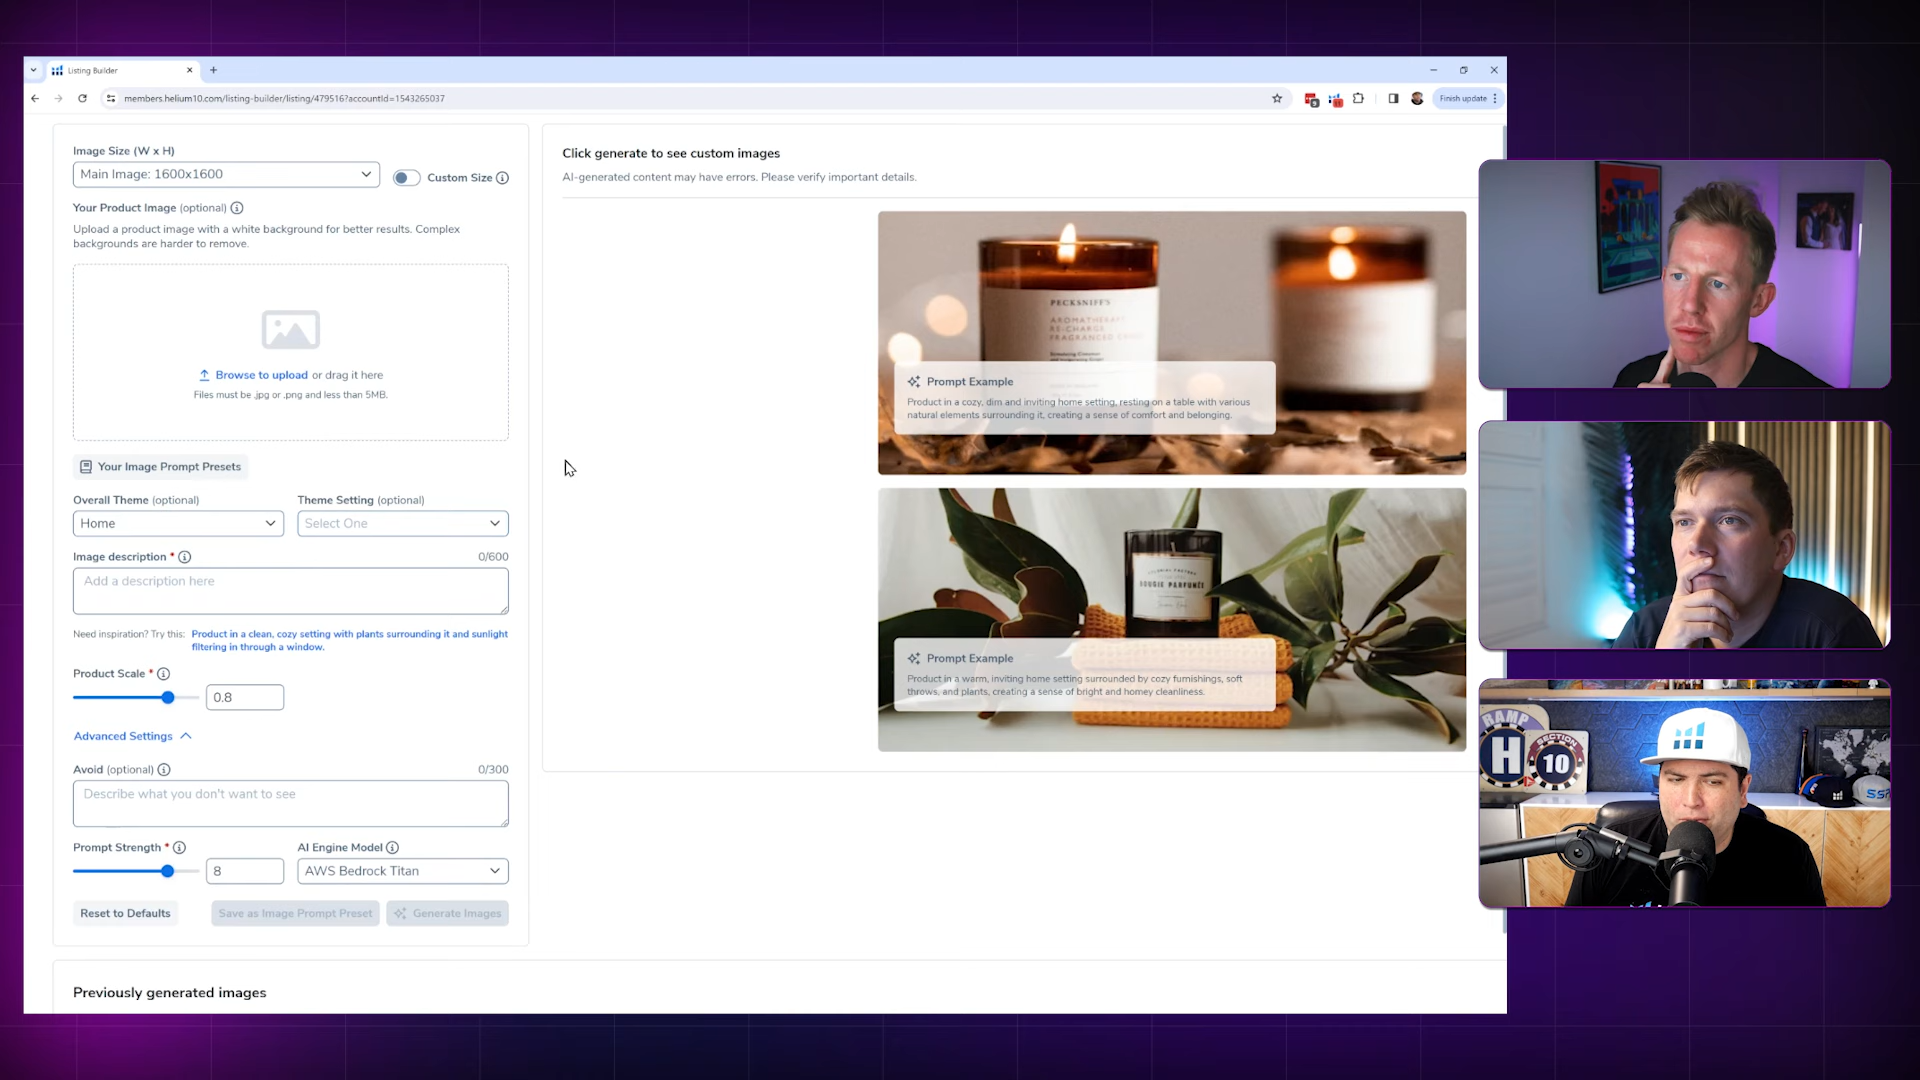 Listing Builder
members.helium10.com/listing-builder/listing/479516?accountId=1543265037
Finish update
Image Size (W x H)
Main Image: 1600x1600
Custom Size
Your Product Image (optional)
Upload a product image with a white background for better results. Complex
backgrounds are harder to remove.
Browse to upload or drag it here
Files must be .jpg or .png and less than 5MB.
Your Image Prompt Presets
Overall Theme (optional)
Theme Setting (optional)
Home
Select One
Image description *
0/600
Add a description here
Need inspiration? Try this: Product in a clean, cozy setting with plants surrounding it and sunlight
filtering in through a window.
Product Scale *
0.8
Advanced Settings
Avoid (optional)
0/300
Describe what you don't want to see
Prompt Strength *
AI Engine Model
8
AWS Bedrock Titan
Reset to Defaults
Save as Image Prompt Preset
Generate Images
Previously generated images
Click generate to see custom images
AI-generated content may have errors. Please verify important details.
PECKSNIFF'S
AROMATHERAPY
RE-CHARGE
Prompt Example
Product in a cozy, dim and inviting home setting, resting on a table with various
natural elements surrounding it, creating a sense of comfort and belonging.
BOUGIE PARFUMÉE
Prompt Example
Product in a warm, inviting home setting surrounded by cozy furnishings, soft
throws, and plants, creating a sense of bright and homey cleanliness.
RAMP
H
SECTION
10
SSP